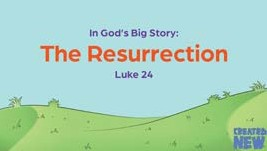 In God's Big Story:
The Resurrection
Luke 24
CREATED
NEW